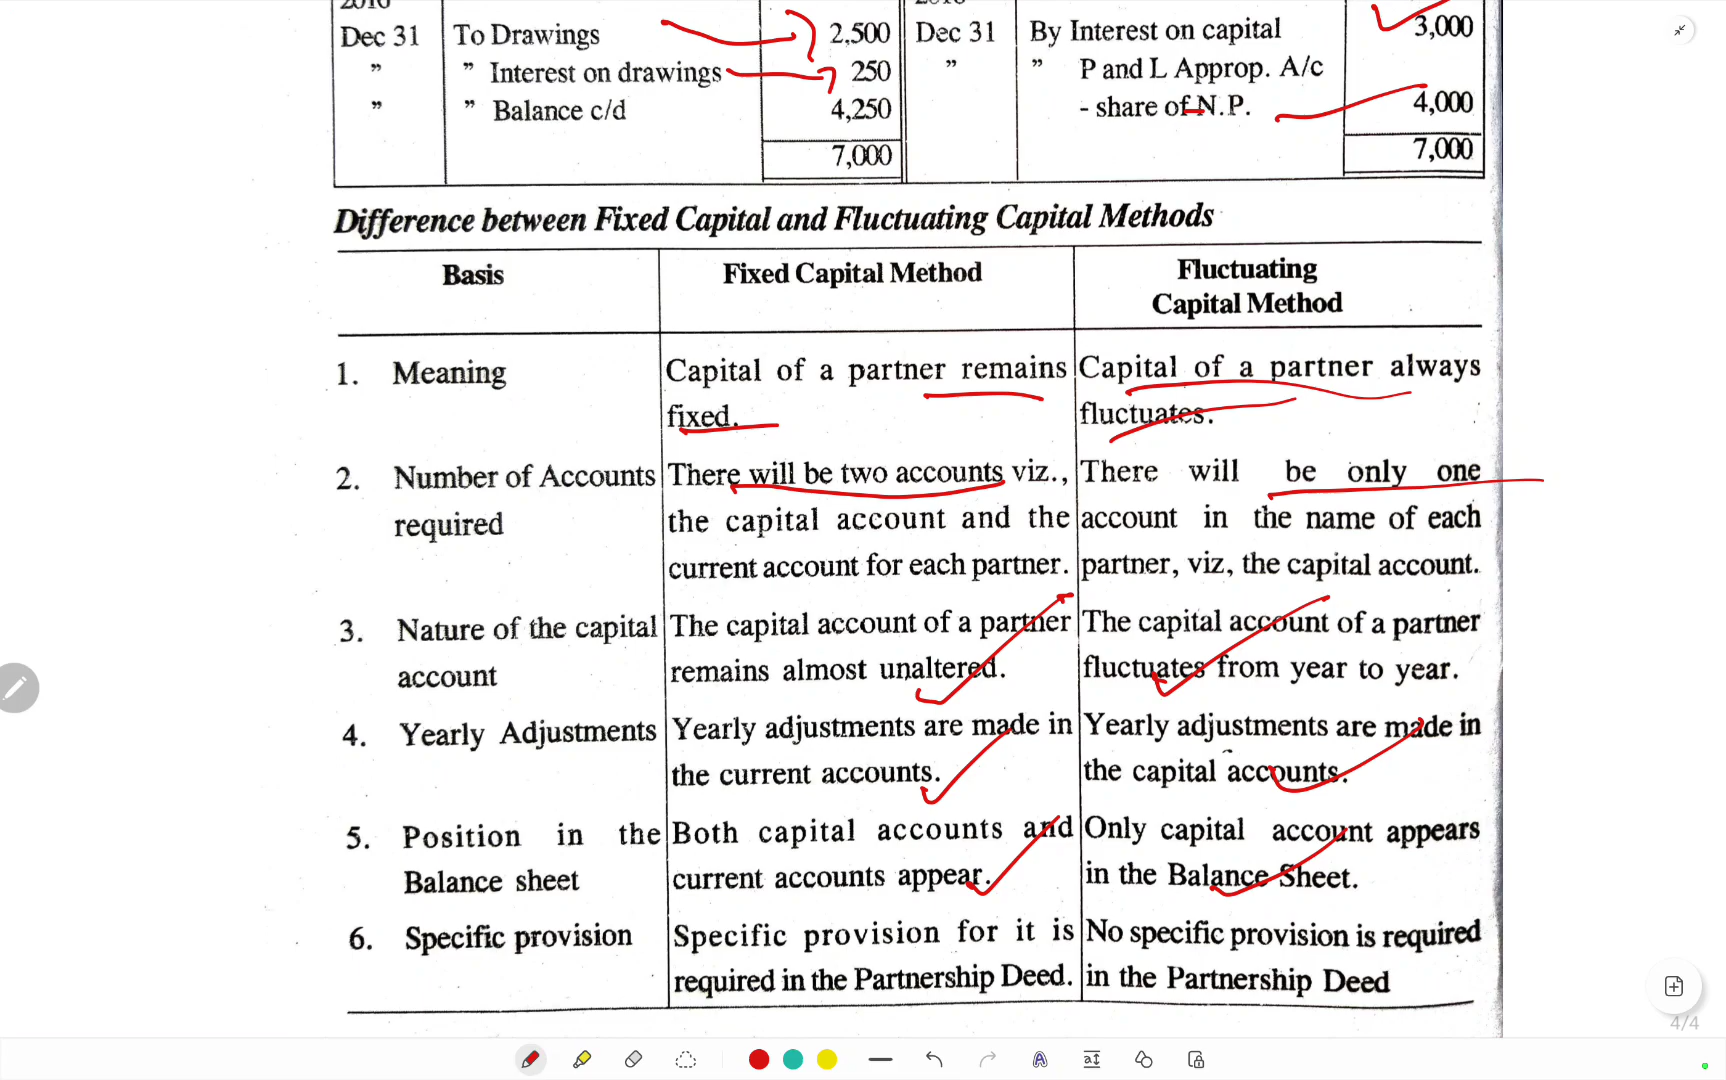 Dec 31 To Drawings 2,500 Dec 31 By Interest on capital 3,000
” ” Interest on drawings 250 ” ” P and L Approp. A/c
” ” Balance c/d 4,250 - share of N.P. 4,000
7,000 7,000
Difference between Fixed Capital and Fluctuating Capital Methods
Basis Fixed Capital Method Fluctuating
Capital Method
1. Meaning Capital of a partner remains Capital of a partner always
fixed. fluctuates.
2. Number of Accounts There will be two accounts viz., There will be only one
required the capital account and the account in the name of each
current account for each partner. partner, viz, the capital account.
3. Nature of the capital The capital account of a partner The capital account of a partner
account remains almost unaltered. fluctuates from year to year.
4. Yearly Adjustments Yearly adjustments are made in Yearly adjustments are made in
the current accounts. the capital accounts.
5. Position in the Both capital accounts and Only capital account appears
Balance sheet current accounts appear. in the Balance Sheet.
6. Specific provision Specific provision for it is No specific provision is required
required in the Partnership Deed. in the Partnership Deed
4/4